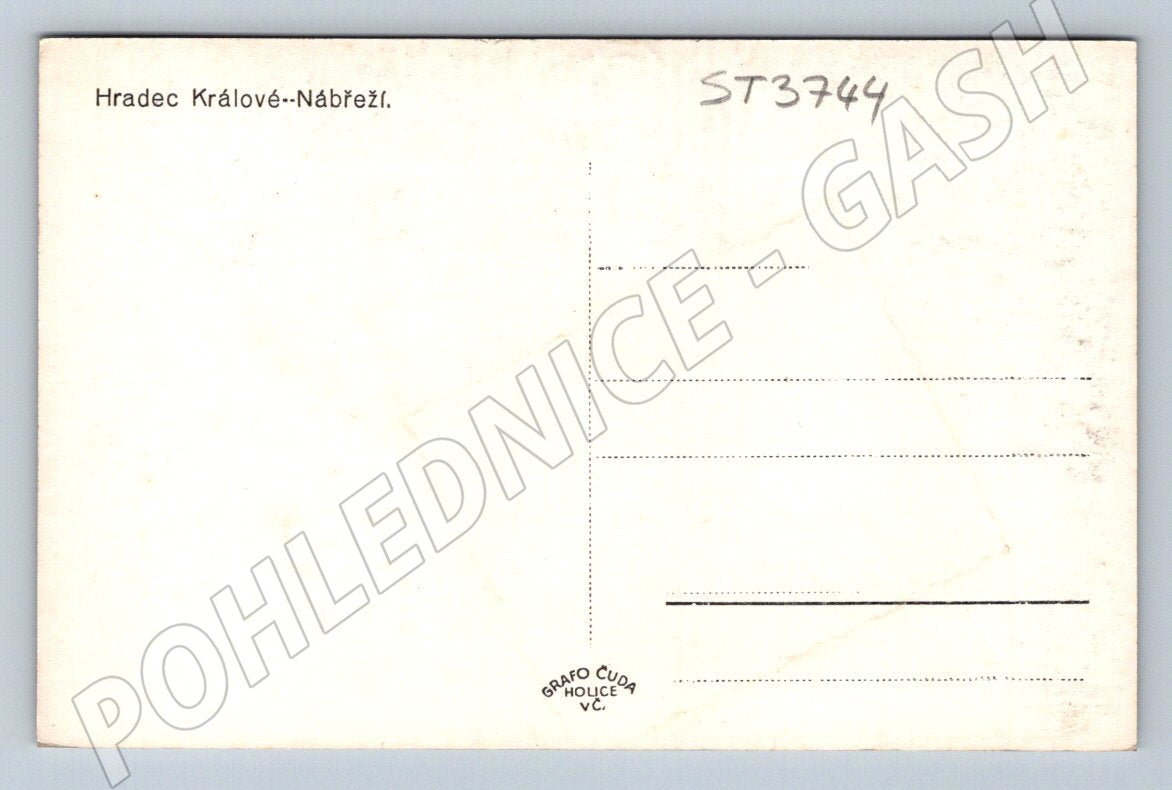 Hradec Králové--Nábřeží.
ST3744
POHLEDNICE - GASH
GRAFO ČUDA
HOLICE
VČ.